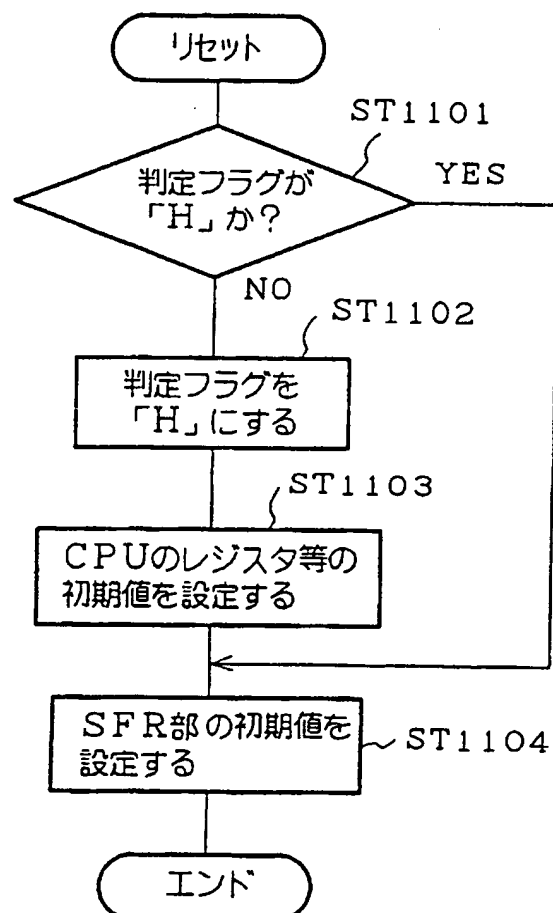 リセット
ST1101
判定フラグが
「H」か？
YES
NO
ST1102
判定フラグを
「H」にする
ST1103
CPUのレジスタ等の
初期値を設定する
SFR部の初期値を
設定する
ST1104
エンド